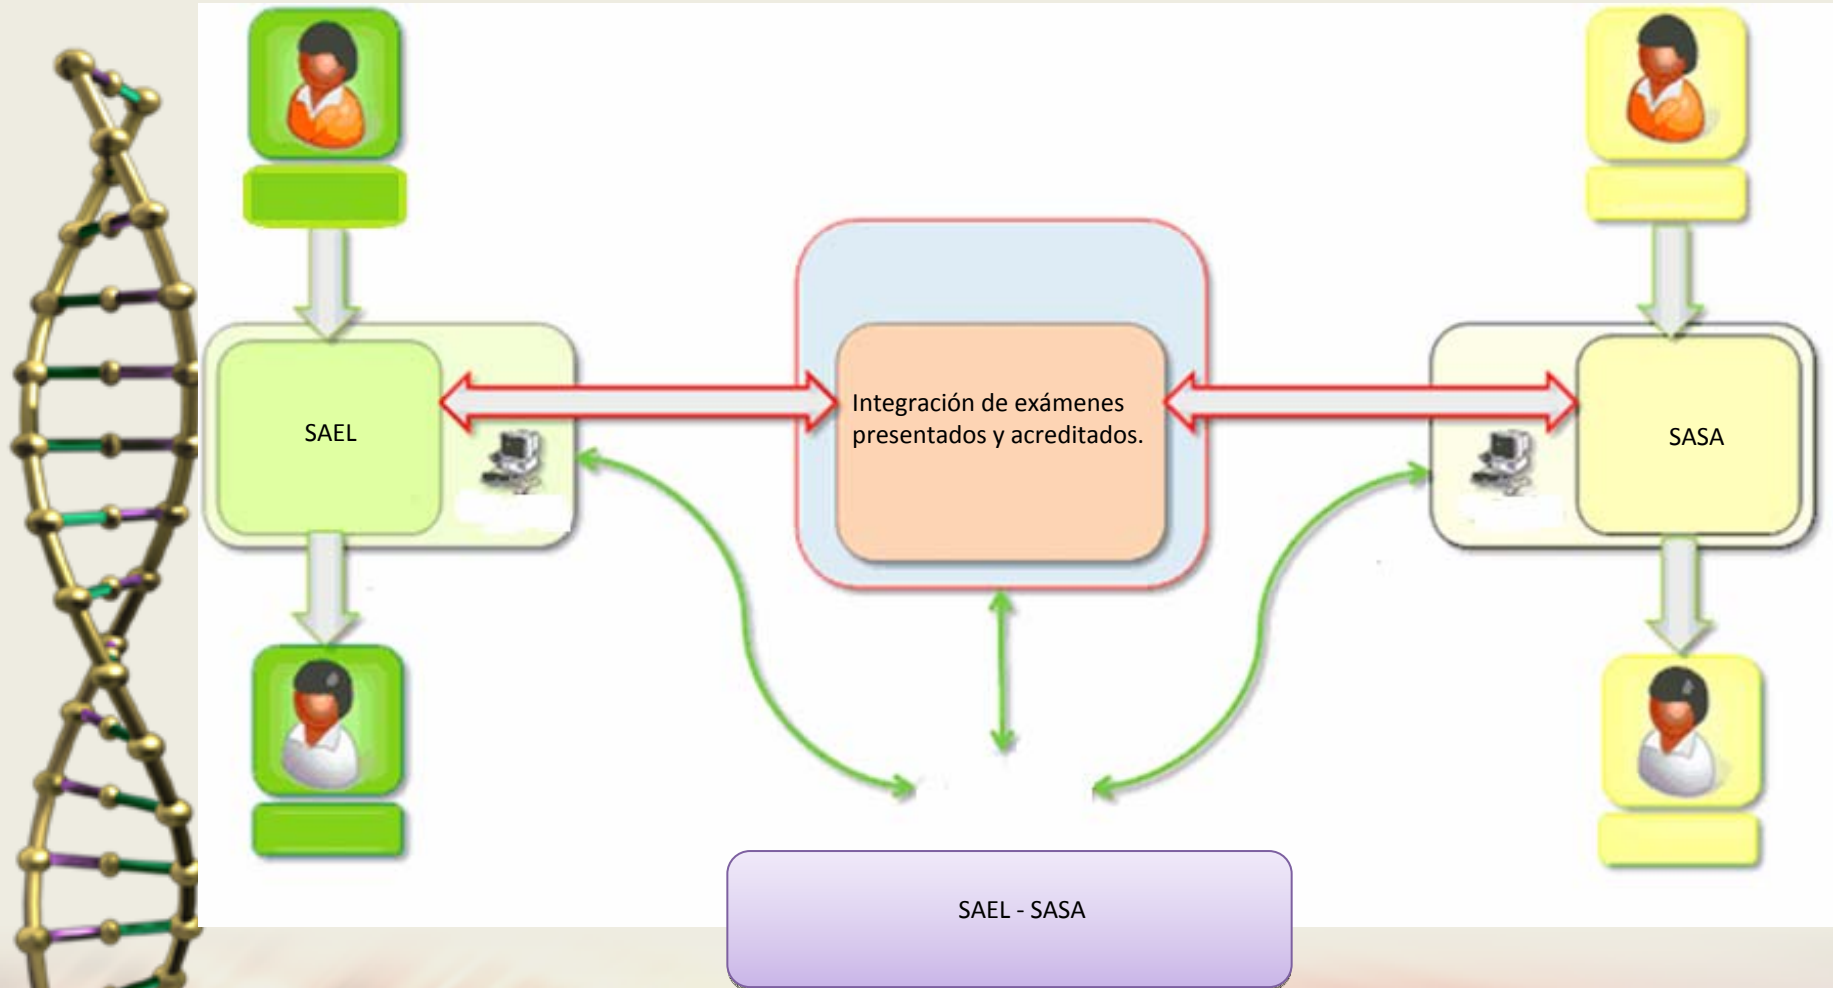 SAEL
Integración de exámenes
presentados y acreditados.
SASA
SAEL - SASA